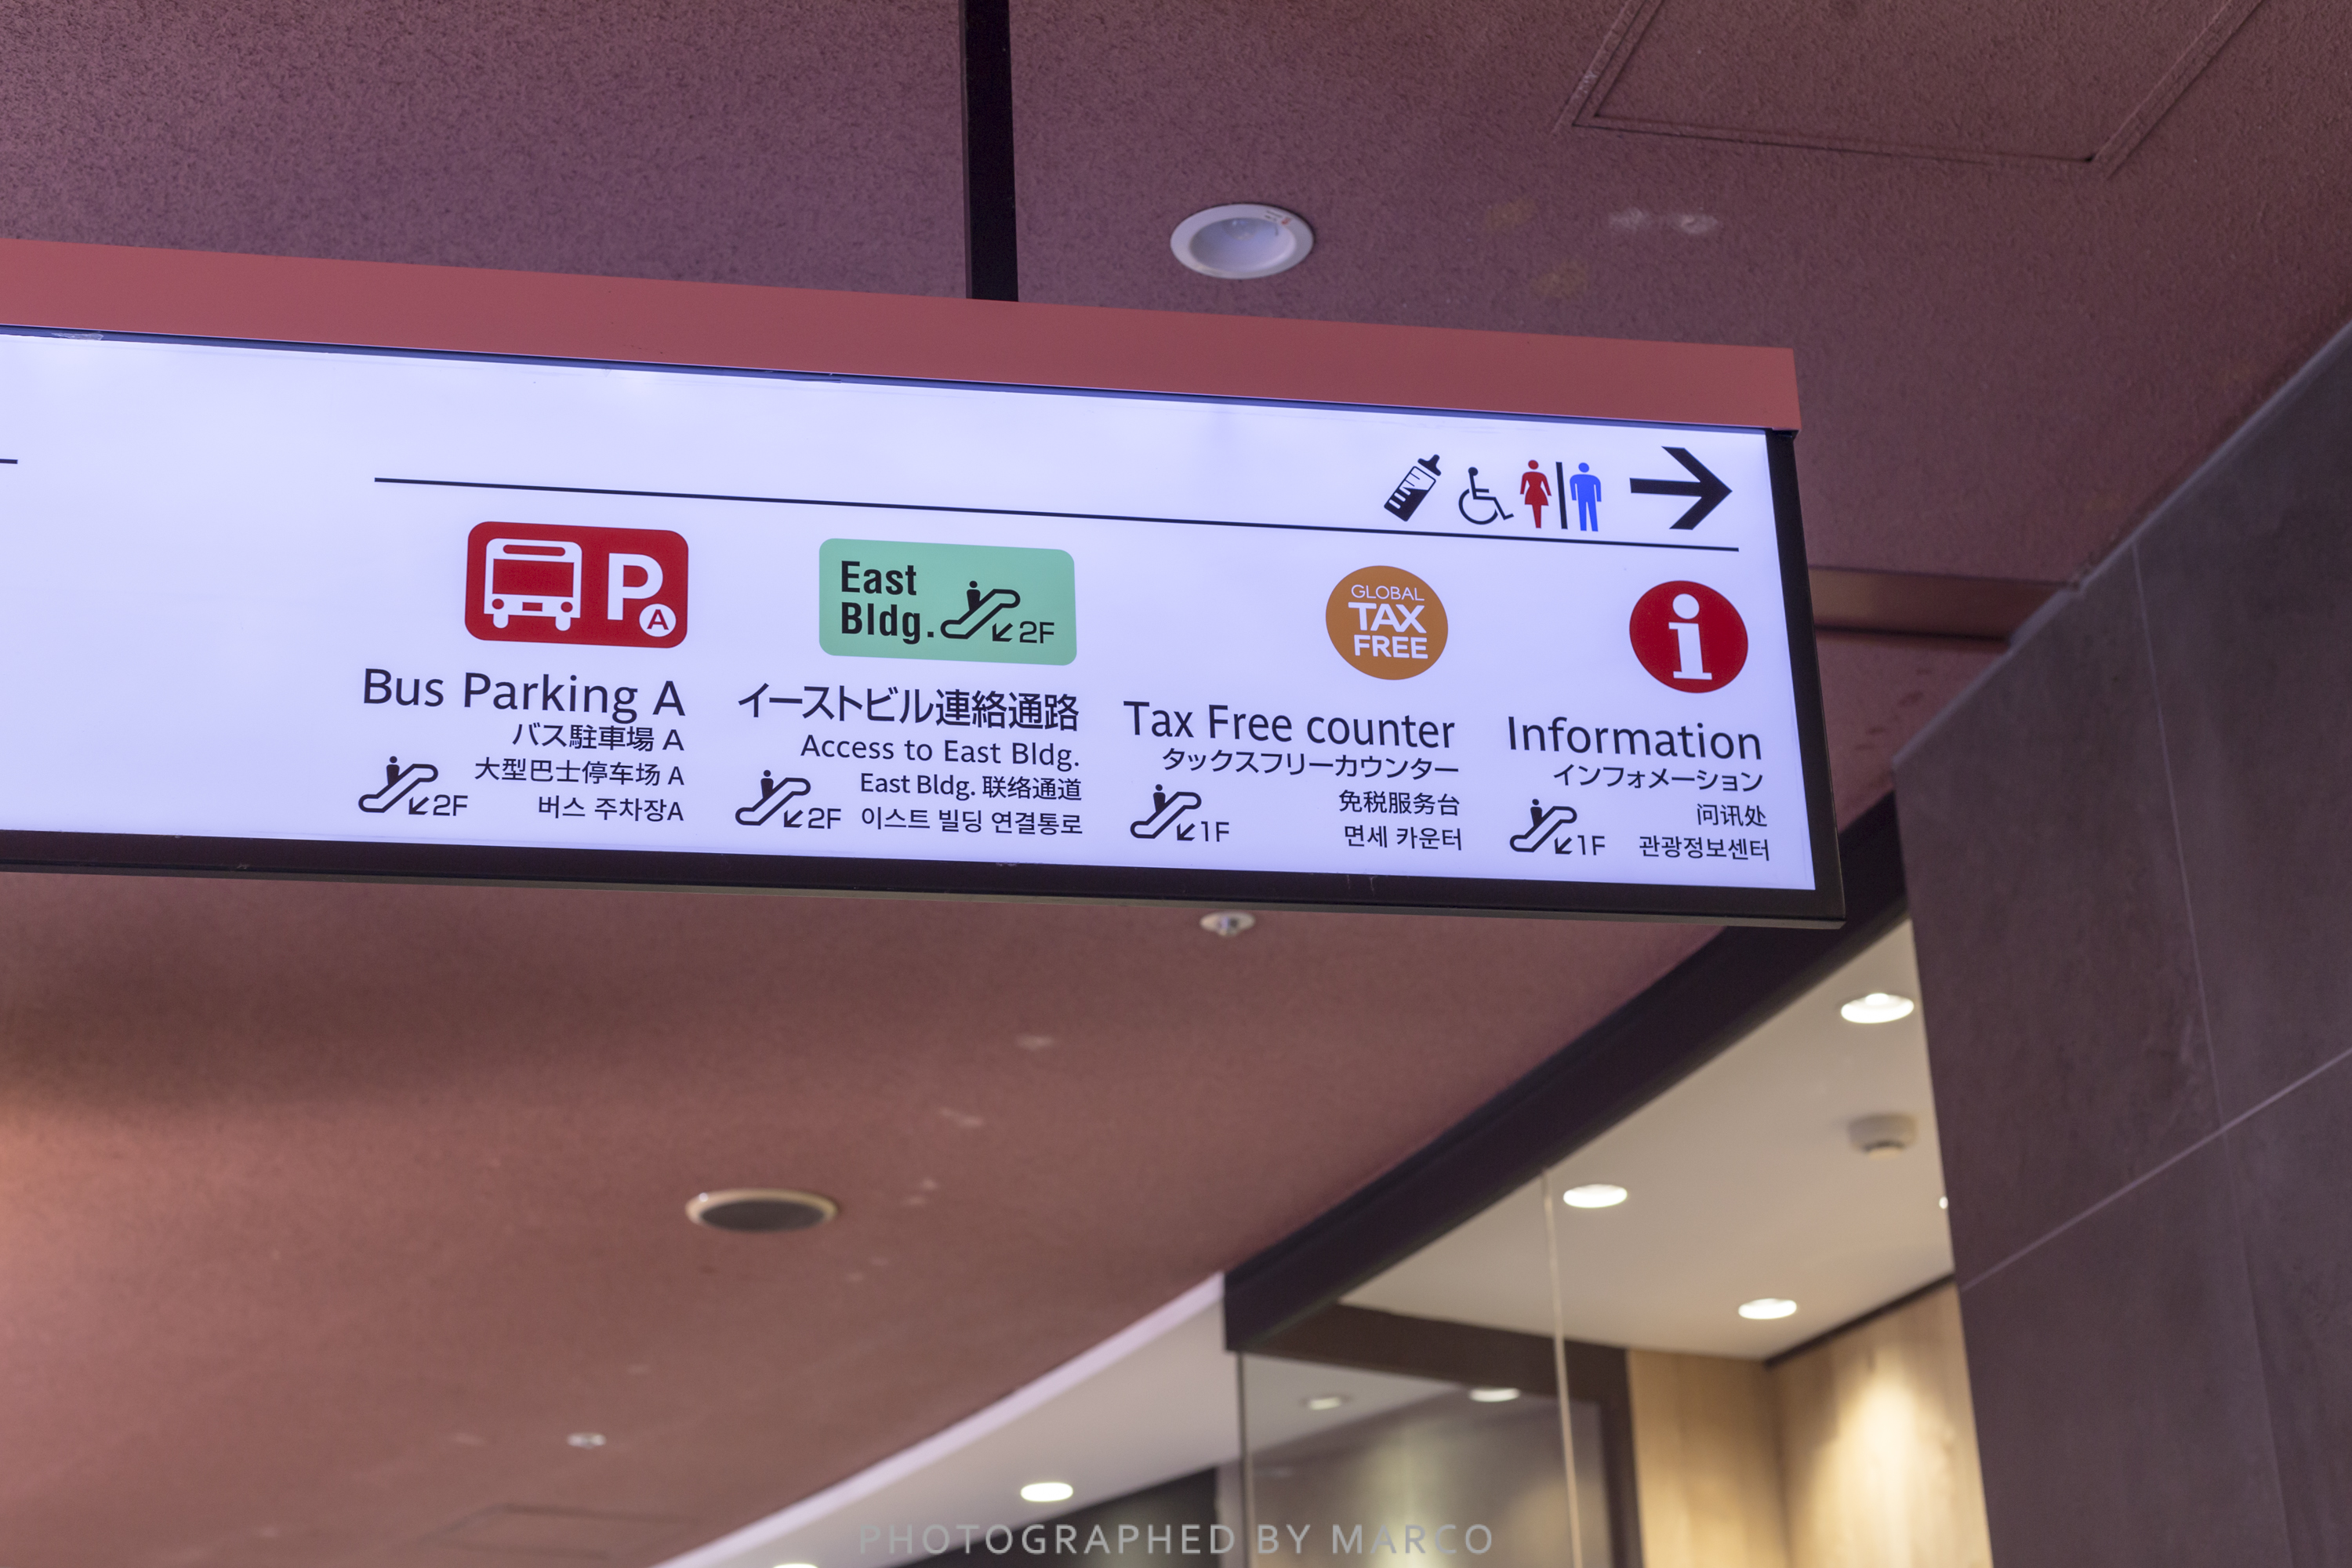 P A
Bus Parking A
バス駐車場 A
大型巴士停车场 A
버스 주차장A
2F
East
Bldg. 2F
イーストビル連絡通路
Access to East Bldg.
East Bldg. 联络通道
이스트 빌딩 연결통로
2F
GLOBAL
TAX
FREE
Tax Free counter
タックスフリーカウンター
免税服务台
면세 카운터
1F
i
Information
インフォメーション
问讯处
관광정보센터
1F
PHOTOGRAPHED BY MARCO